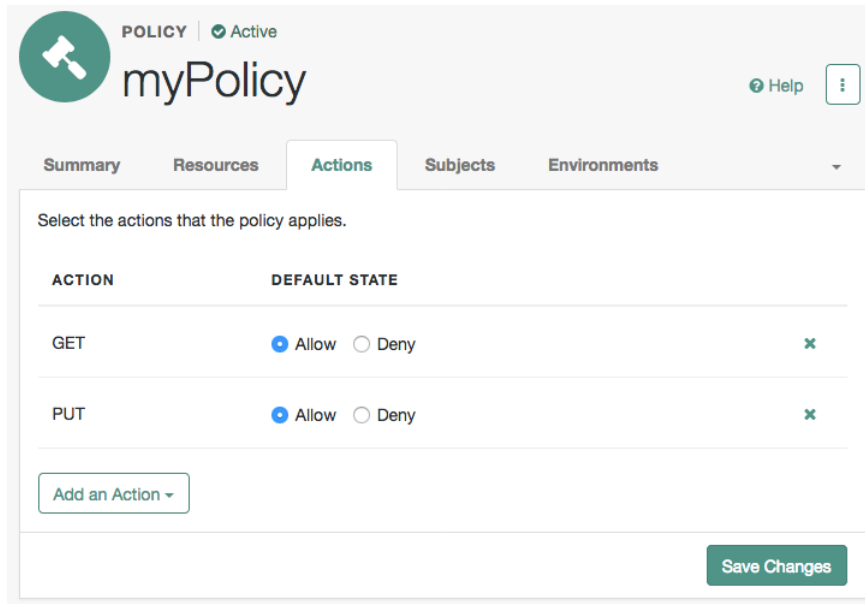 POLICY Active
myPolicy
Help
Summary Resources Actions Subjects Environments
Select the actions that the policy applies.
ACTION DEFAULT STATE
GET Allow Deny
PUT Allow Deny
Add an Action
Save Changes